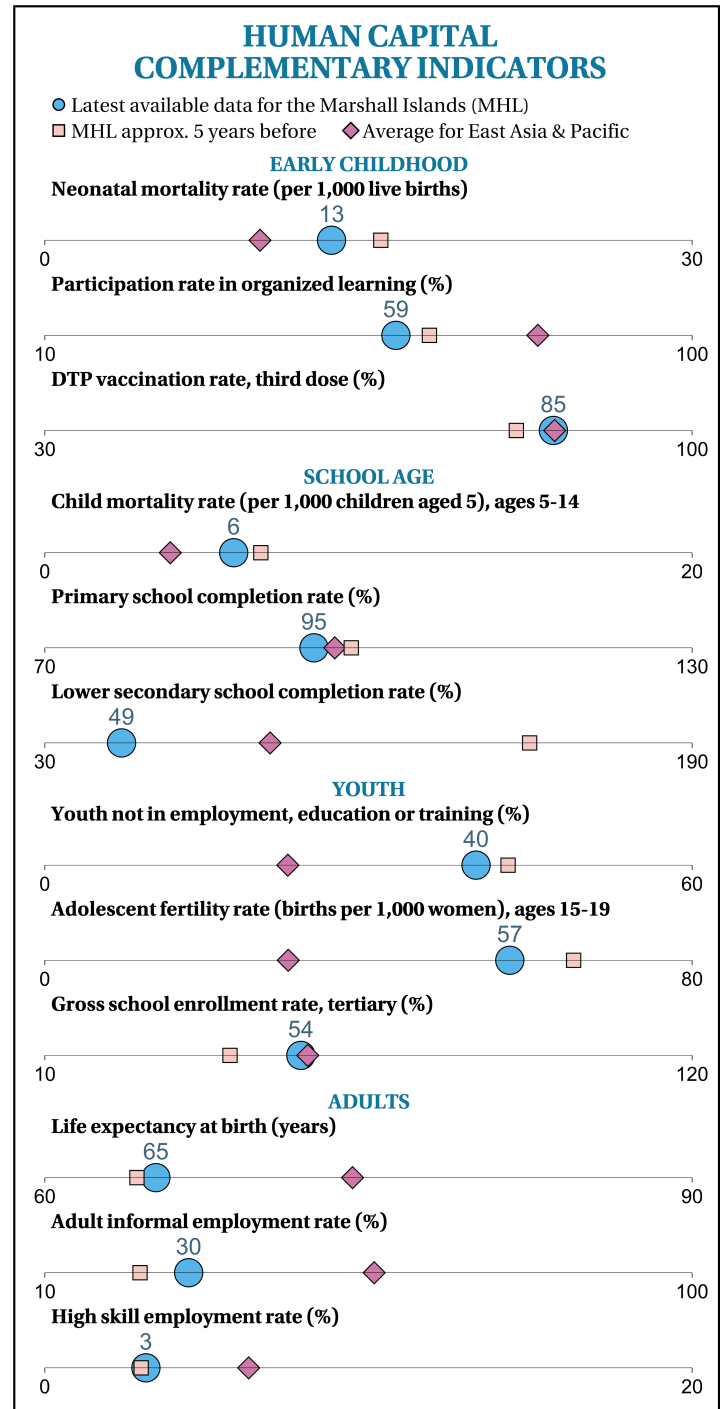 HUMAN CAPITAL
COMPLEMENTARY INDICATORS
Latest available data for the Marshall Islands (MHL)
MHL approx. 5 years before Average for East Asia & Pacific
EARLY CHILDHOOD
Neonatal mortality rate (per 1,000 live births)
13
0 30
Participation rate in organized learning (%)
59
10 100
DTP vaccination rate, third dose (%)
85
30 100
SCHOOL AGE
Child mortality rate (per 1,000 children aged 5), ages 5-14
6
0 20
Primary school completion rate (%)
95
70 130
Lower secondary school completion rate (%)
49
30 190
YOUTH
Youth not in employment, education or training (%)
40
0 60
Adolescent fertility rate (births per 1,000 women), ages 15-19
57
0 80
Gross school enrollment rate, tertiary (%)
54
10 120
ADULTS
Life expectancy at birth (years)
65
60 90
Adult informal employment rate (%)
30
10 100
High skill employment rate (%)
3
0 20